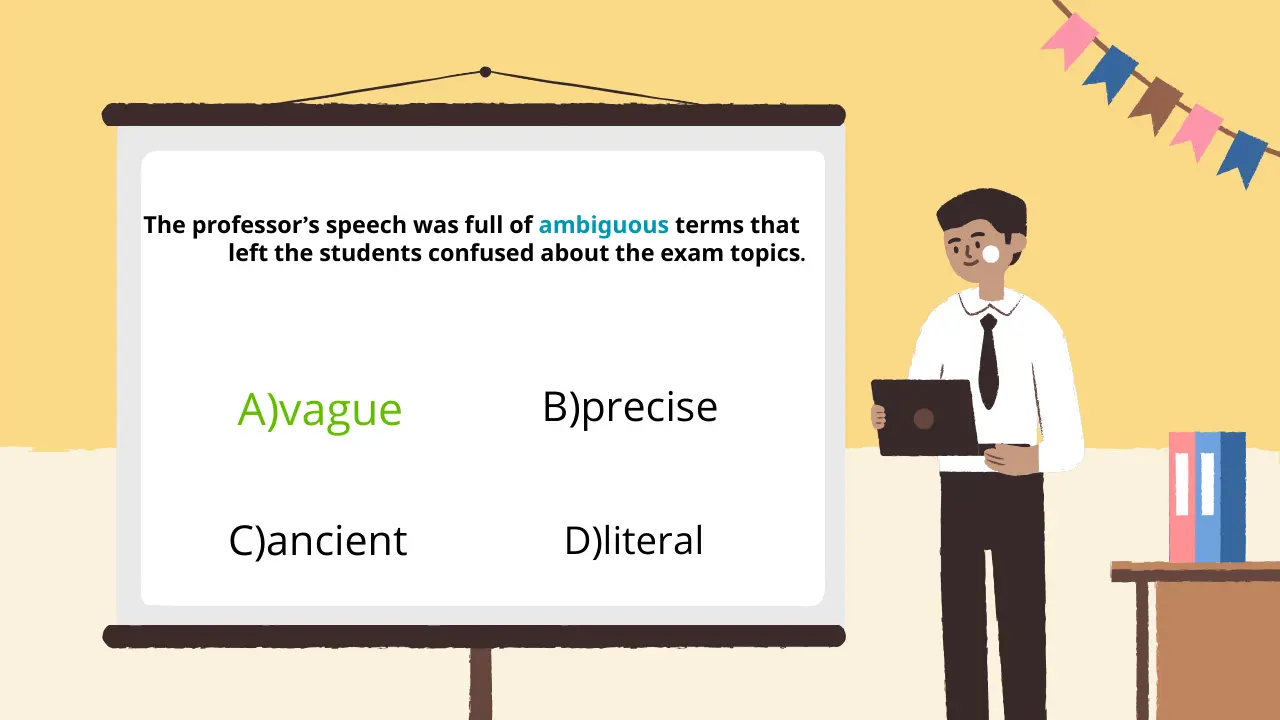 The professor’s speech was full of ambiguous terms that
left the students confused about the exam topics.
A)vague
B)precise
C)ancient
D)literal